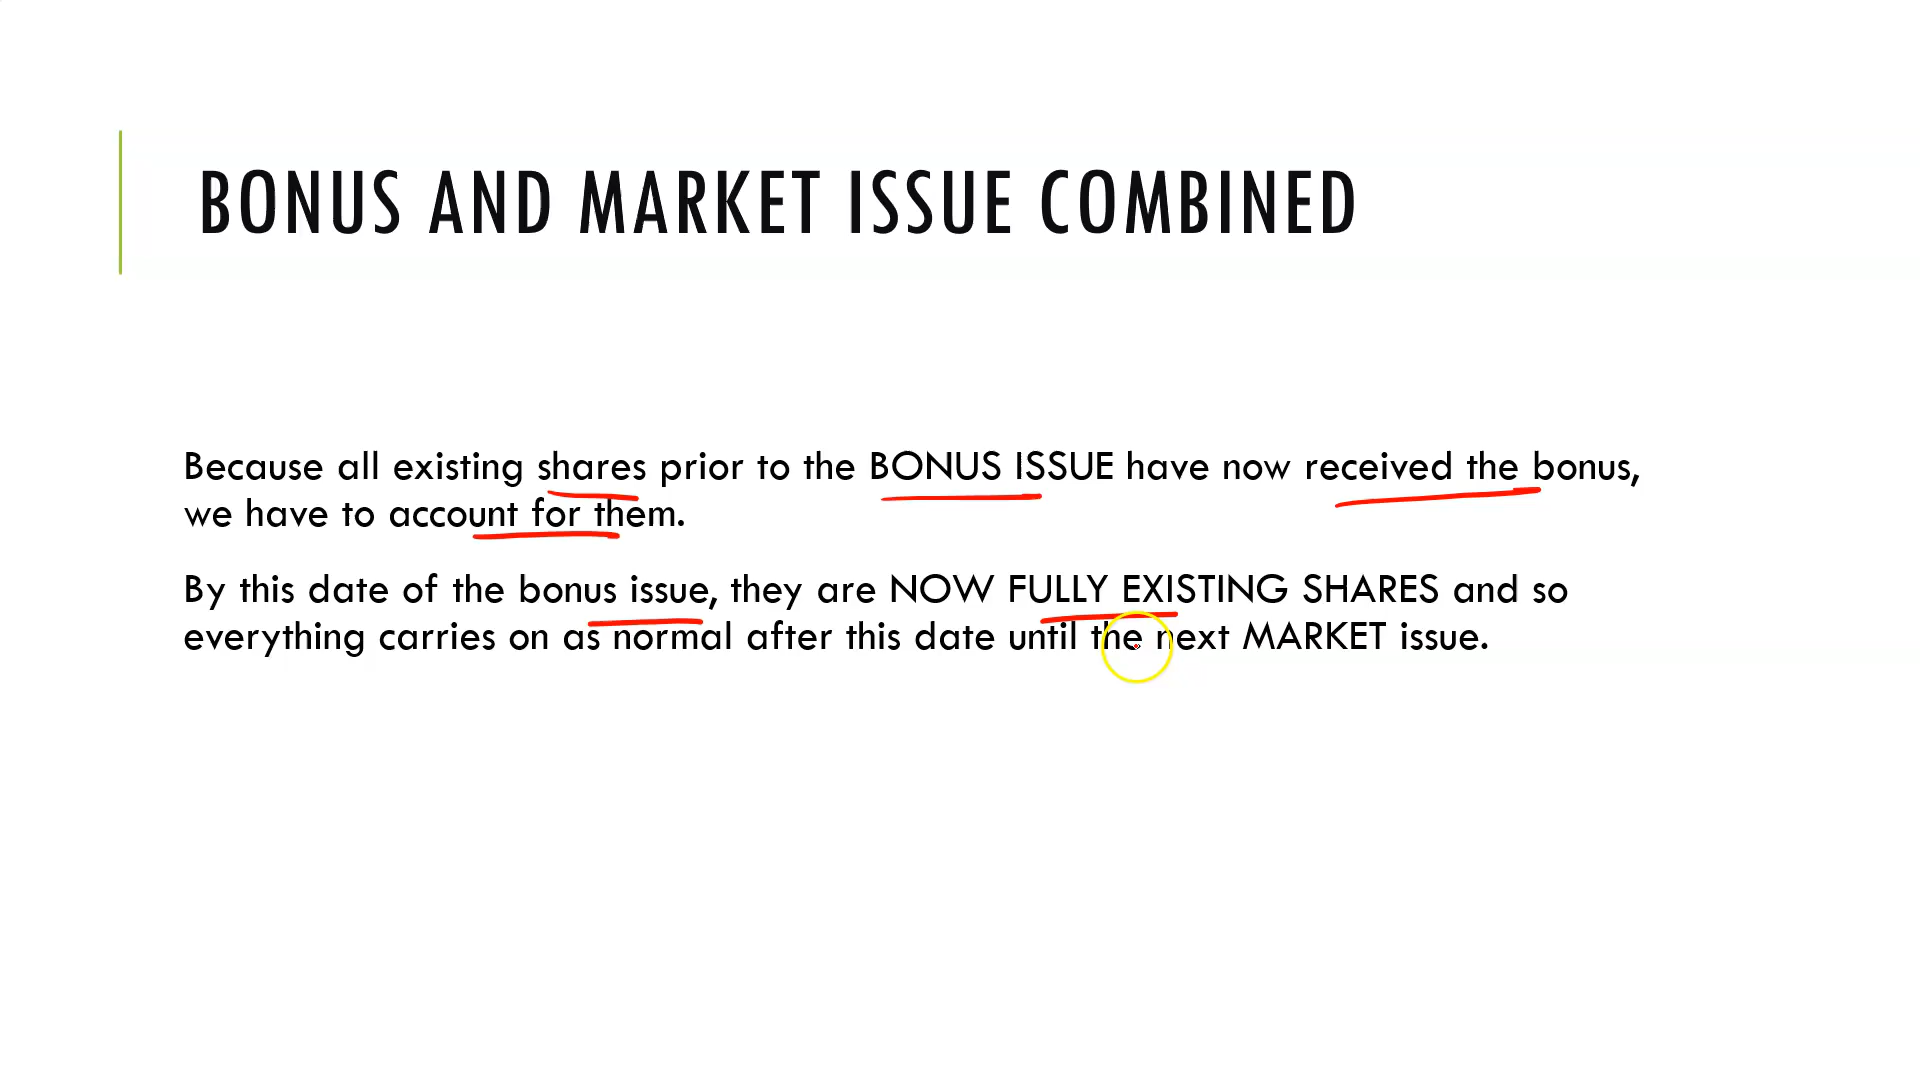 BONUS AND MARKET ISSUE COMBINED
Because all existing shares prior to the BONUS ISSUE have now received the bonus,
we have to account for them.
By this date of the bonus issue, they are NOW FULLY EXISTING SHARES and so
everything carries on as normal after this date until the next MARKET issue.